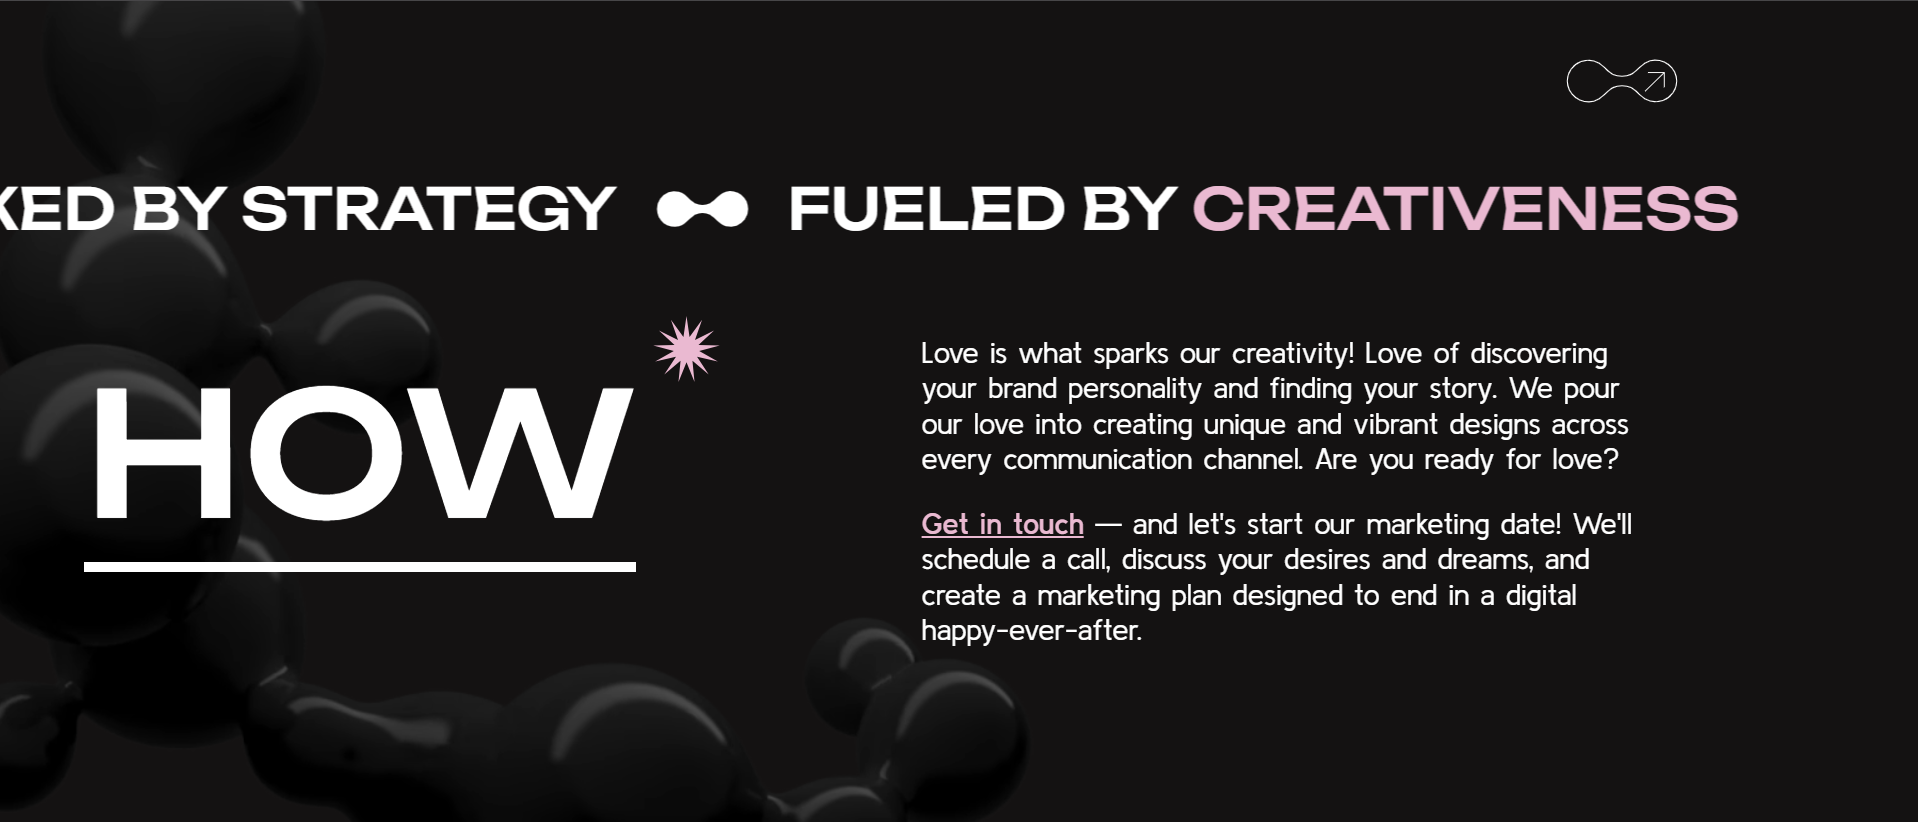 ED BY STRATEGY FUELED BY CREATIVENESS
HOW
Love is what sparks our creativity! Love of discovering
your brand personality and finding your story. We pour
our love into creating unique and vibrant designs across
every communication channel. Are you ready for love?
Get in touch — and let's start our marketing date! We'll
schedule a call, discuss your desires and dreams, and
create a marketing plan designed to end in a digital
happy-ever-after.